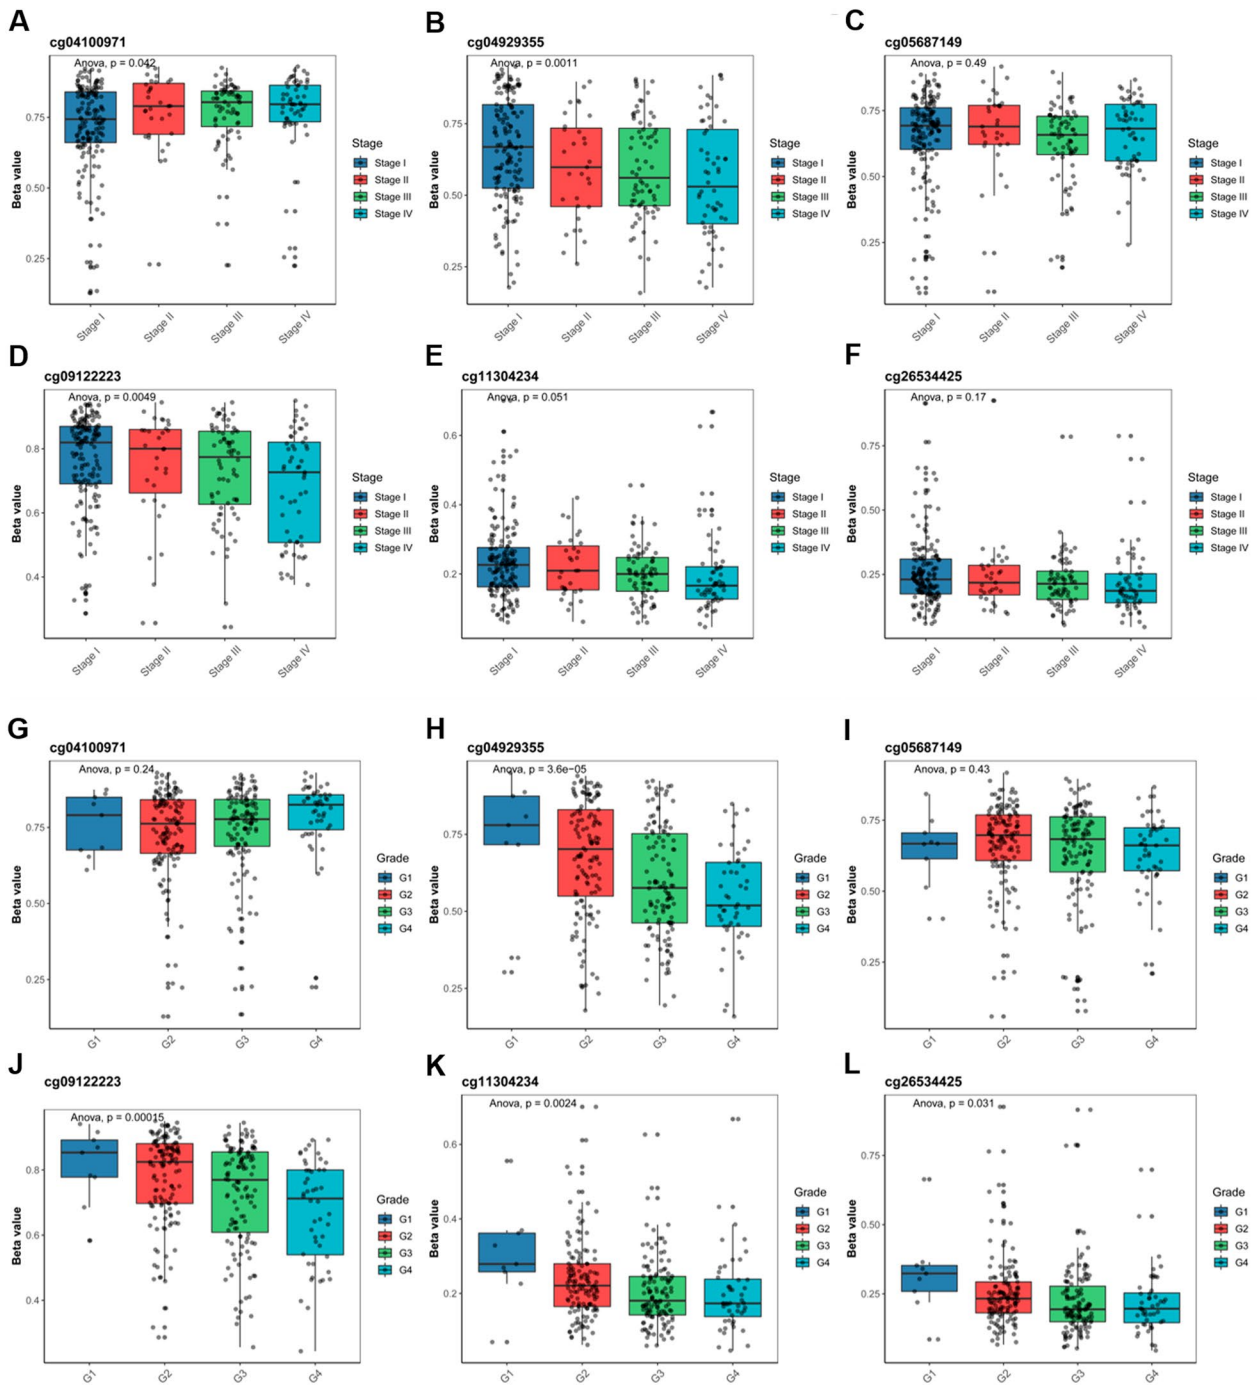 A
cg04100971
Anova, p = 0.042
Beta value
0.75
0.50
0.25
Stage I
Stage II
Stage III
Stage IV
Stage
Stage I
Stage II
Stage III
Stage IV
B
cg04929355
Anova, p = 0.0011
Beta value
0.75
0.50
0.25
Stage I
Stage II
Stage III
Stage IV
Stage
Stage I
Stage II
Stage III
Stage IV
C
cg05687149
Anova, p = 0.49
Beta value
0.75
0.50
0.25
Stage I
Stage II
Stage III
Stage IV
Stage
Stage I
Stage II
Stage III
Stage IV
D
cg09122223
Anova, p = 0.0049
Beta value
0.8
0.6
0.4
Stage I
Stage II
Stage III
Stage IV
Stage
Stage I
Stage II
Stage III
Stage IV
E
cg11304234
Anova, p = 0.051
Beta value
0.6
0.4
0.2
Stage I
Stage II
Stage III
Stage IV
Stage
Stage I
Stage II
Stage III
Stage IV
F
cg26534425
Anova, p = 0.17
Beta value
0.75
0.50
0.25
Stage I
Stage II
Stage III
Stage IV
Stage
Stage I
Stage II
Stage III
Stage IV
G
cg04100971
Anova, p = 0.24
Beta value
0.75
0.50
0.25
G1
G2
G3
G4
Grade
G1
G2
G3
G4
H
cg04929355
Anova, p = 3.6e−05
Beta value
0.75
0.50
0.25
G1
G2
G3
G4
Grade
G1
G2
G3
G4
I
cg05687149
Anova, p = 0.43
Beta value
0.75
0.50
0.25
G1
G2
G3
G4
Grade
G1
G2
G3
G4
J
cg09122223
Anova, p = 0.00015
Beta value
0.8
0.6
0.4
G1
G2
G3
G4
Grade
G1
G2
G3
G4
K
cg11304234
Anova, p = 0.0024
Beta value
0.6
0.4
0.2
G1
G2
G3
G4
Grade
G1
G2
G3
G4
L
cg26534425
Anova, p = 0.031
Beta value
0.75
0.50
0.25
G1
G2
G3
G4
Grade
G1
G2
G3
G4